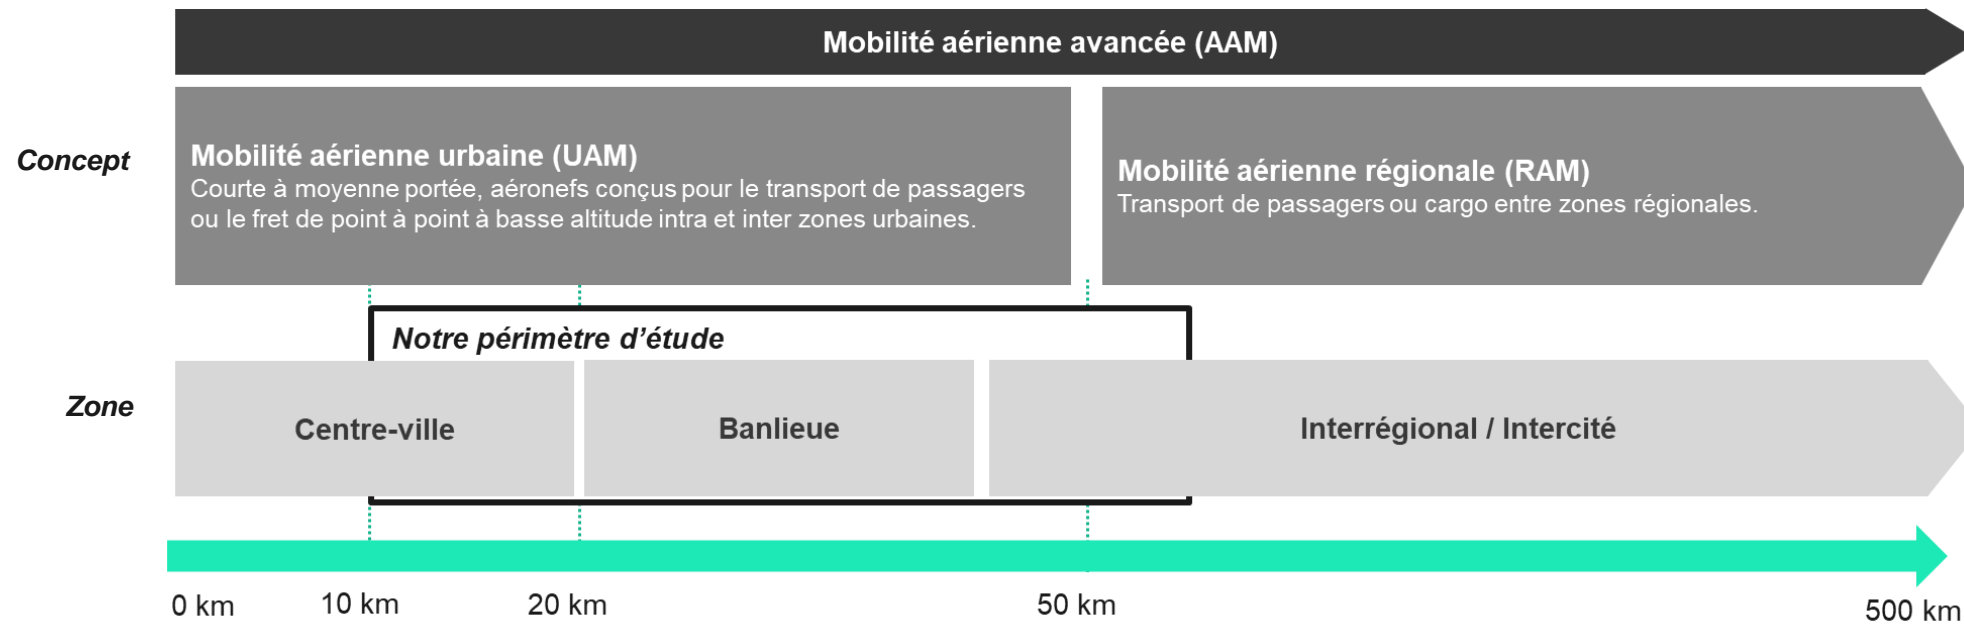 Mobilité aérienne avancée (AAM)
Concept
Mobilité aérienne urbaine (UAM)
Courte à moyenne portée, aéronefs conçus pour le transport de passagers
ou le fret de point à point à basse altitude intra et inter zones urbaines.
Mobilité aérienne régionale (RAM)
Transport de passagers ou cargo entre zones régionales.
Notre périmètre d’étude
Zone
Centre-ville
Banlieue
Interrégional / Intercité
0 km
10 km
20 km
50 km
500 km